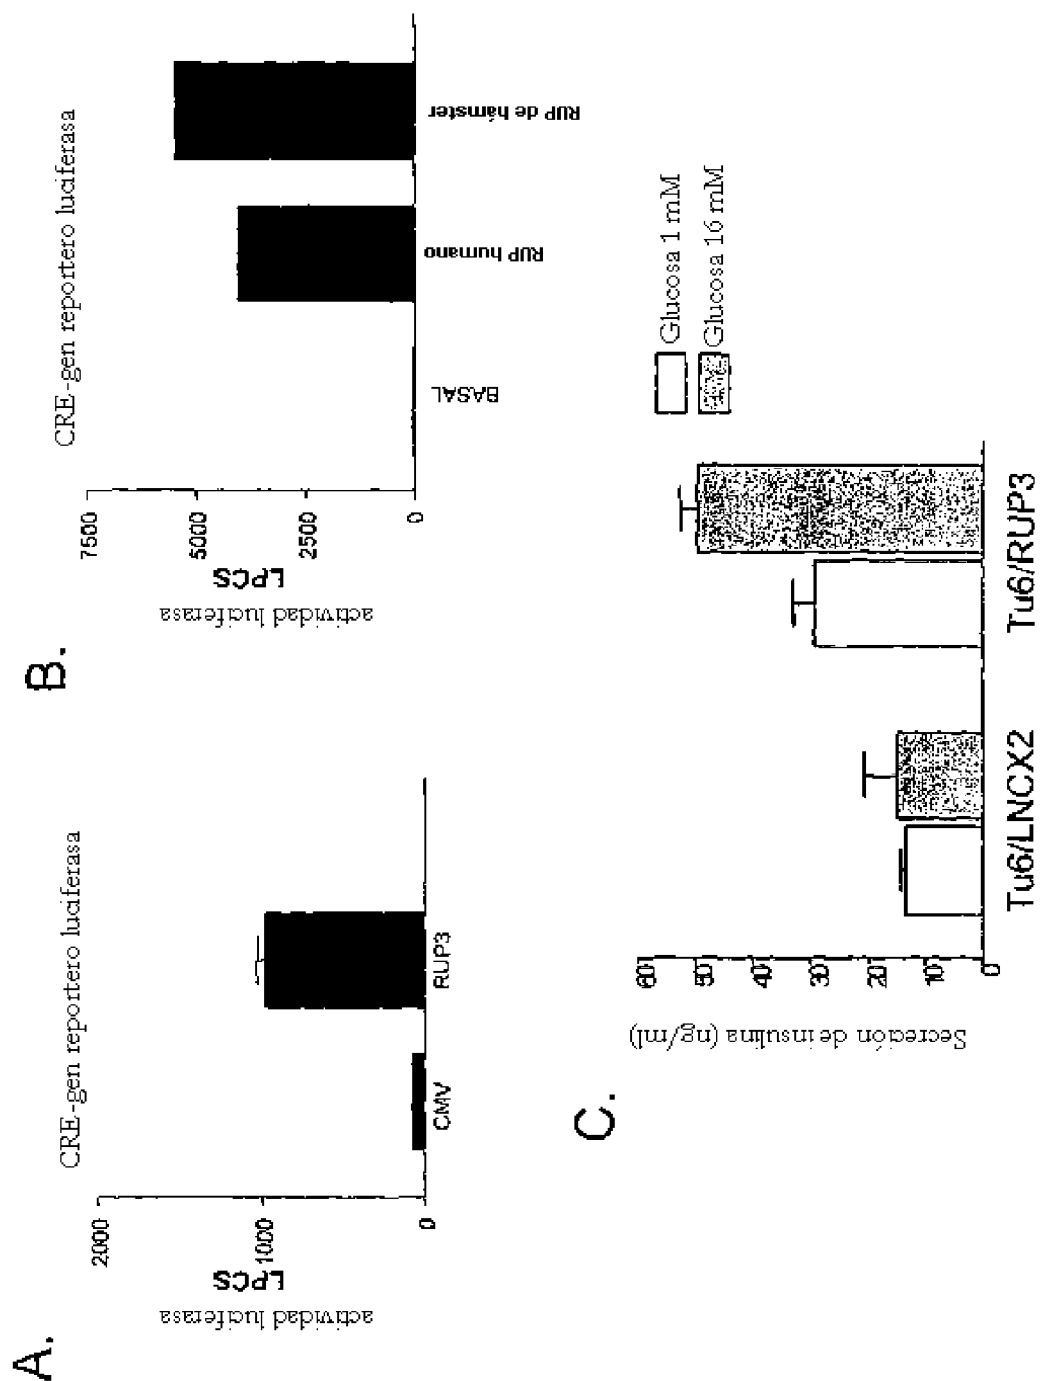 A.
CRE-gen reportero luciferasa
actividad luciferasa
LPCS
2000
1000
0
CMV
RUP3
B.
CRE-gen reportero luciferasa
actividad luciferasa
LPCS
7500
5000
2500
0
BASAL
RUP humano
RUP de hámster
C.
Secreción de insulina (ng/ml)
60
50
40
30
20
10
0
Tu6/LNCX2
Tu6/RUP3
Glucosa 1 mM
Glucosa 16 mM